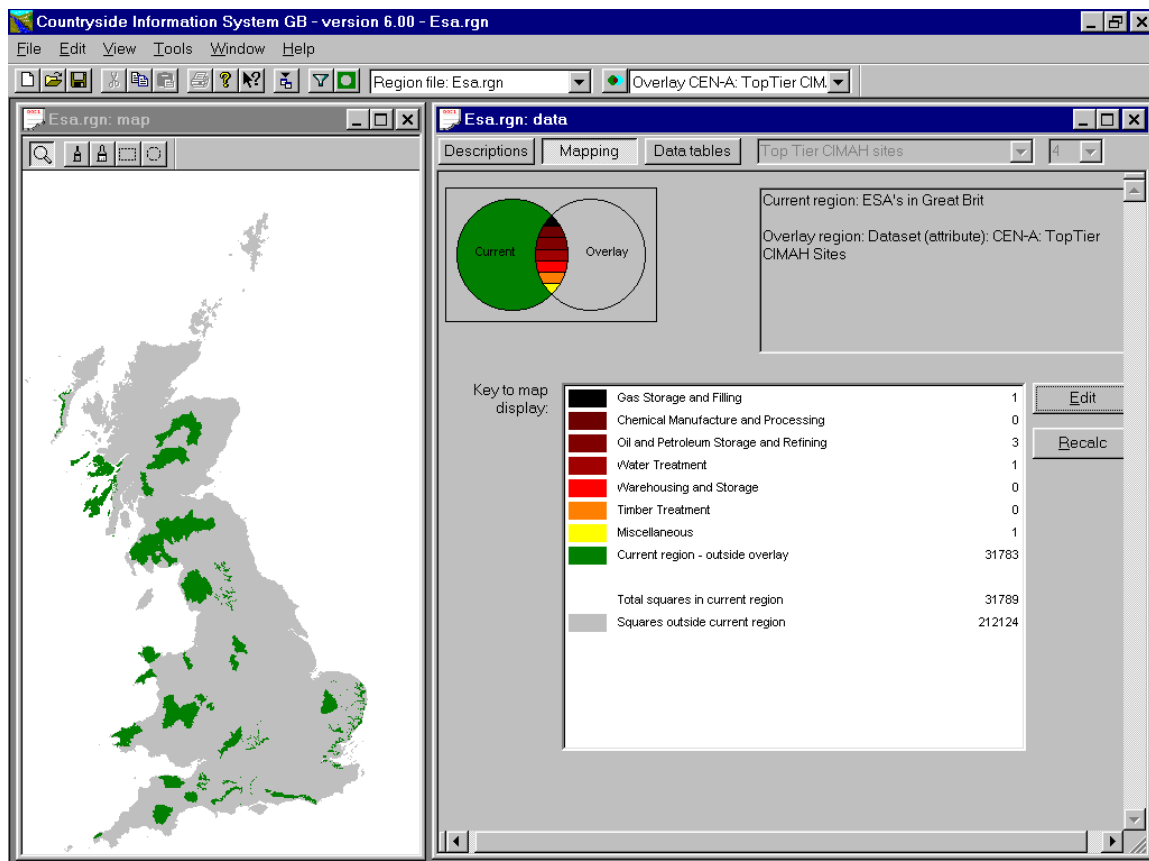 Countryside Information System GB - version 6.00 - Esa.rgn
File Edit View Tools Window Help
Region file: Esa.rgn
Overlay CEN-A: TopTier CIM.
Esa.rgn: map
Esa.rgn: data
Descriptions Mapping Data tables Top Tier CIMAH sites 4
Current Overlay
Current region: ESA's in Great Brit
Overlay region: Dataset (attribute): CEN-A: TopTier
CIMAH Sites
Key to map
display:
Gas Storage and Filling 1
Chemical Manufacture and Processing 0
Oil and Petroleum Storage and Refining 3
Water Treatment 1
Warehousing and Storage 0
Timber Treatment 0
Miscellaneous 1
Current region - outside overlay 31783
Total squares in current region 31789
Squares outside current region 212124
Edit
Recalc